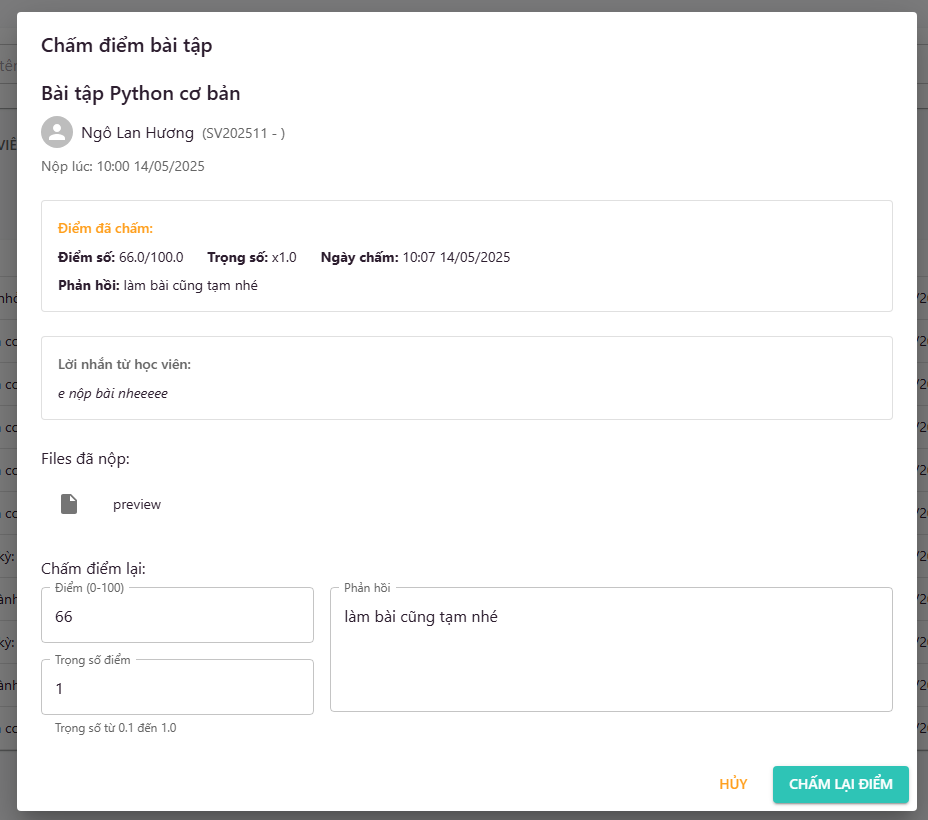 Chấm điểm bài tập
Bài tập Python cơ bản
Ngô Lan Hương (SV202511 - )
Nộp lúc: 10:00 14/05/2025
Điểm đã chấm:
Điểm số: 66.0/100.0 Trọng số: x1.0 Ngày chấm: 10:07 14/05/2025
Phản hồi: làm bài cũng tạm nhé
Lời nhắn từ học viên:
e nộp bài nheeeee
Files đã nộp:
preview
Chấm điểm lại:
Điểm (0-100)
66
Phản hồi
làm bài cũng tạm nhé
Trọng số điểm
1
Trọng số từ 0.1 đến 1.0
HỦY
CHẤM LẠI ĐIỂM